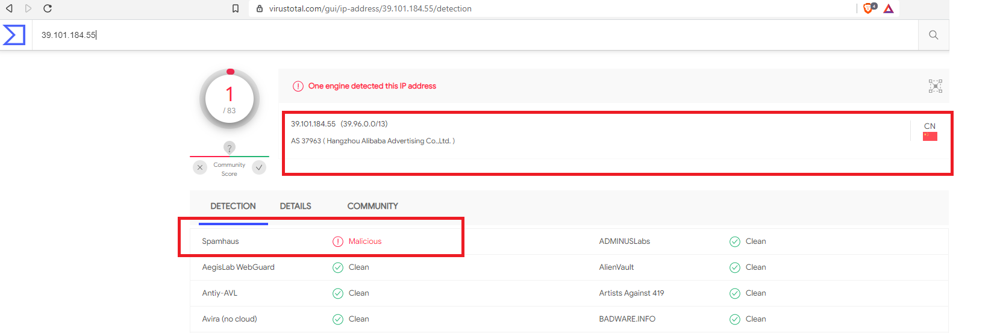 virustotal.com/gui/ip-address/39.101.184.55/detection
4
39.101.184.55
1
/ 83
One engine detected this IP address
39.101.184.55 (39.96.0.0/13)
CN
AS 37963 ( Hangzhou Alibaba Advertising Co.,Ltd. )
?
Community
Score
DETECTION DETAILS COMMUNITY
Spamhaus Malicious ADMINUSLabs Clean
AegisLab WebGuard Clean AlienVault Clean
Antiy-AVL Clean Artists Against 419 Clean
Avira (no cloud) Clean BADWARE.INFO Clean